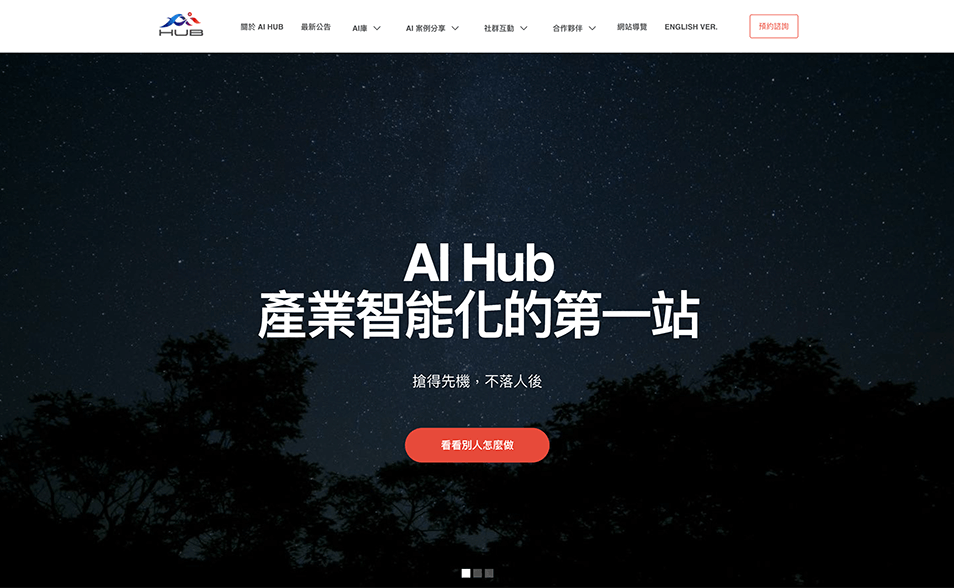 HUB
關於 AI HUB
最新公告
AI庫
AI 案例分享
社群互動
合作夥伴
網站導覽
ENGLISH VER.
預約諮詢
AI Hub
產業智能化的第一站
搶得先機，不落人後
看看別人怎麼做